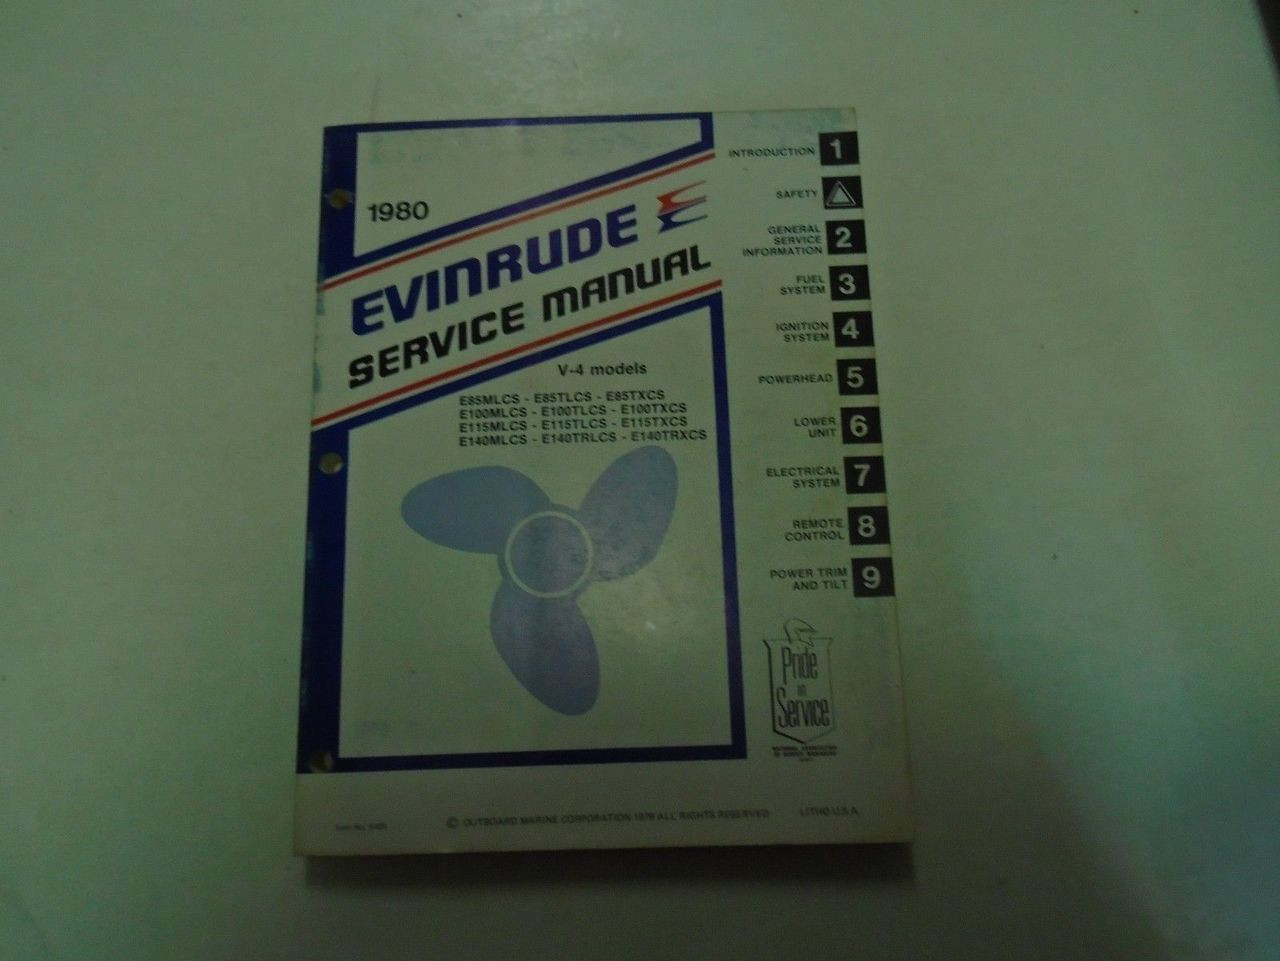 1980
EVINRUDE
SERVICE MANUAL
V-4 models
E85MLCS - E85TLCS - E85TXCS
E100MLCS - E100TLCS - E100TXCS
E115MLCS - E115TLCS - E115TXCS
E140MLCS - E140TRLCS - E140TRXCS
INTRODUCTION 1
SAFETY
GENERAL
SERVICE
INFORMATION 2
FUEL
SYSTEM 3
IGNITION
SYSTEM 4
POWERHEAD 5
LOWER
UNIT 6
ELECTRICAL
SYSTEM 7
REMOTE
CONTROL 8
POWER TRIM
AND TILT 9
Pride
in
Service
© OUTBOARD MARINE CORPORATION 1979 ALL RIGHTS RESERVED
LITHO U.S.A.